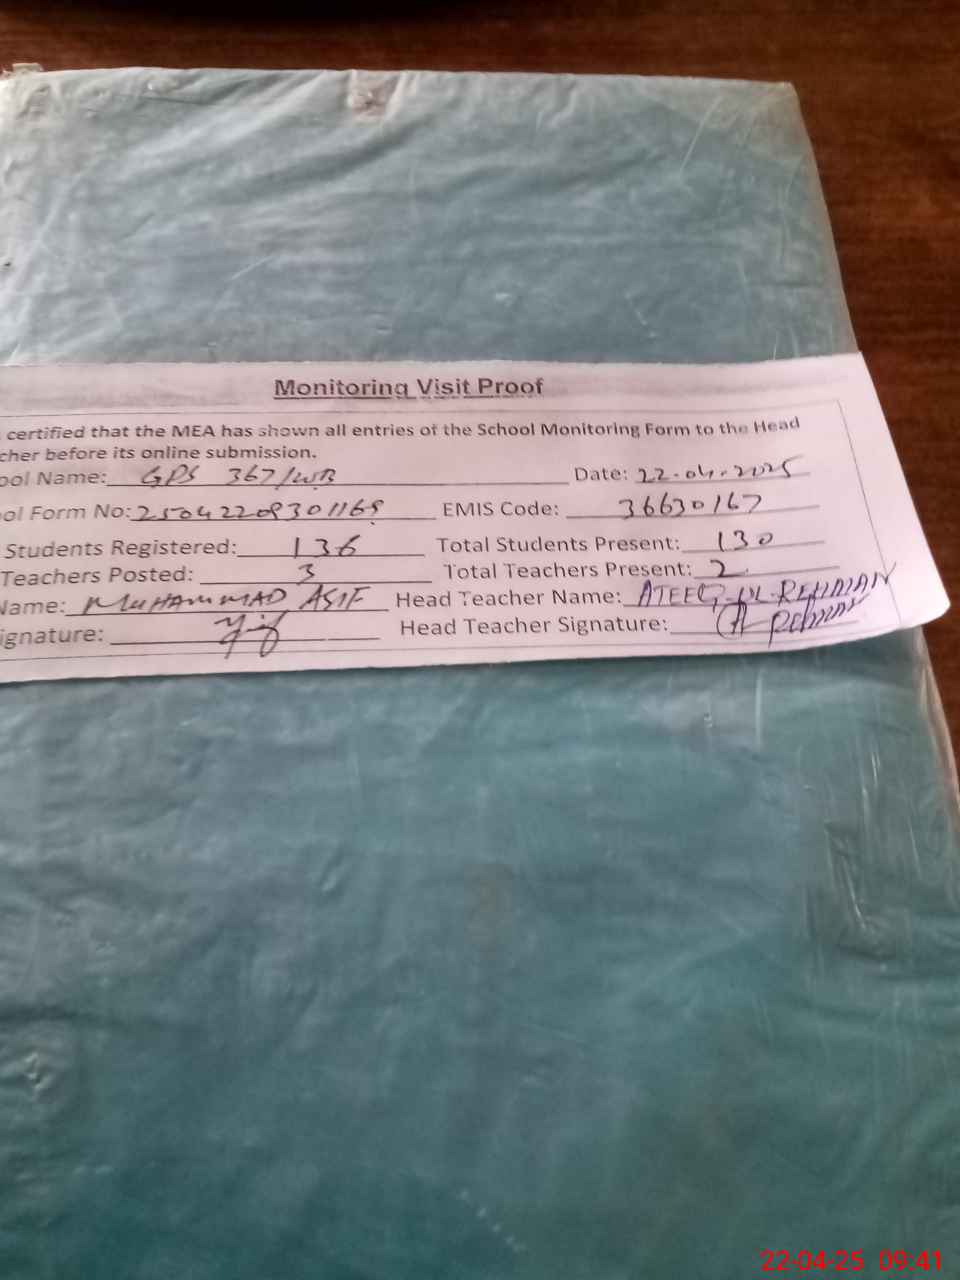 Monitoring Visit Proof
certified that the MEA has shown all entries of the School Monitoring Form to the Head
cher before its online submission.
ool Name: GPS 367/WB Date: 22-04-2025
ol Form No: 25042208301169 EMIS Code: 36630167
Students Registered: 136 Total Students Present: 130
Teachers Posted: 3 Total Teachers Present: 2
Name: MUHAMMAD ASIF Head Teacher Name: ATEEQ-UL-REHMAN
ignature: Head Teacher Signature: A Rehman
22-04-25 09:41